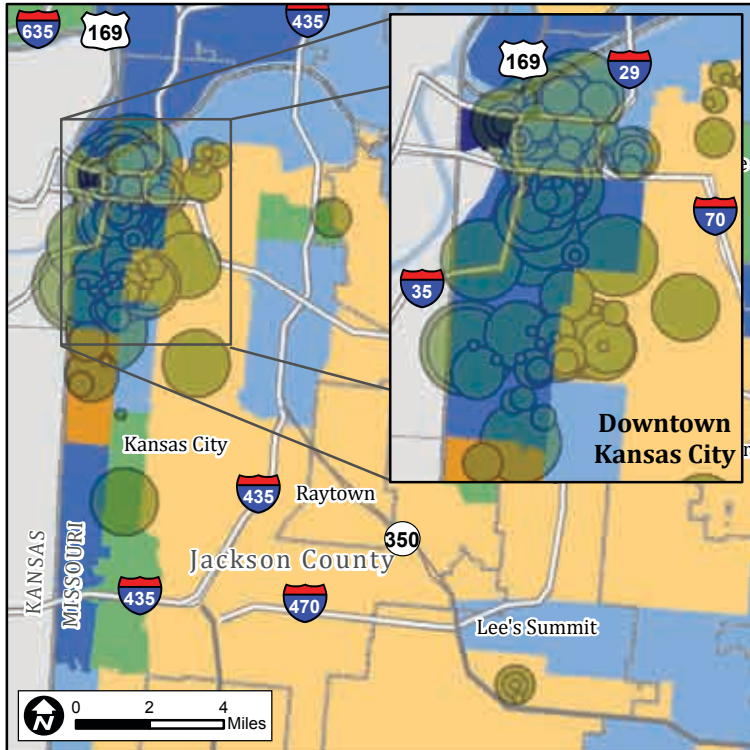 635
169
435
169
29
e
70
35
Downtown
Kansas City
Kansas City
435
Raytown
r
350
KANSAS
MISSOURI
Jackson County
435
470
Lee's Summit
N
0 2 4
Miles